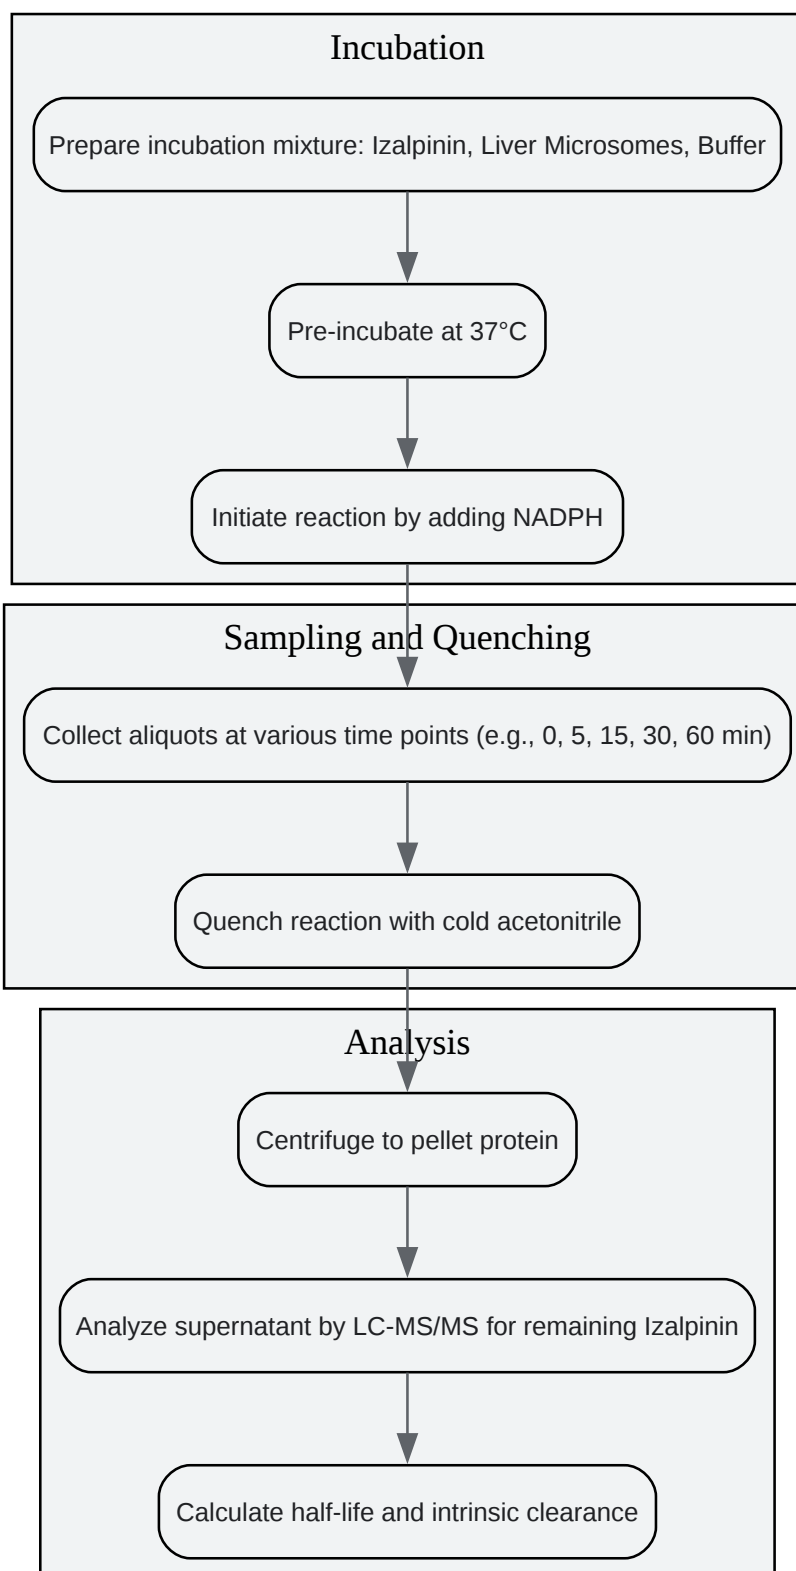 Incubation
Prepare incubation mixture: Izalpinin, Liver Microsomes, Buffer
Pre-incubate at 37°C
Initiate reaction by adding NADPH
Sampling and Quenching
Collect aliquots at various time points (e.g., 0, 5, 15, 30, 60 min)
Quench reaction with cold acetonitrile
Analysis
Centrifuge to pellet protein
Analyze supernatant by LC-MS/MS for remaining Izalpinin
Calculate half-life and intrinsic clearance